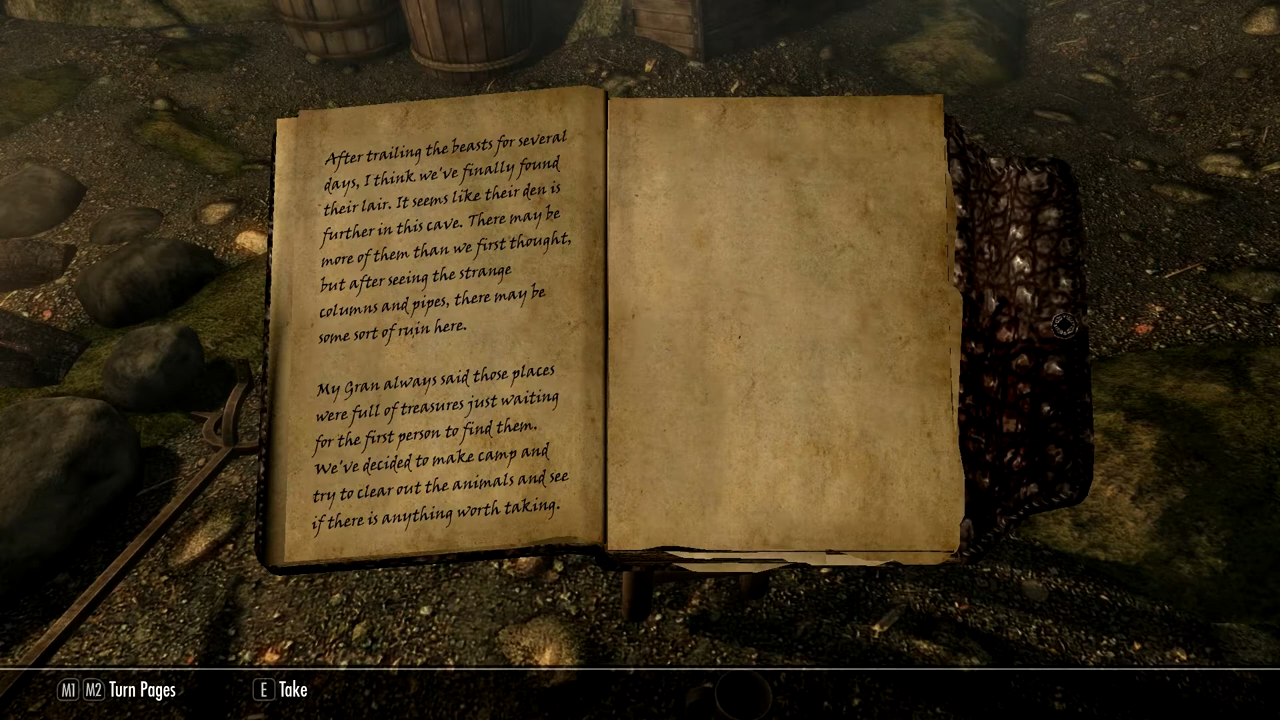 After trailing the beasts for several
days, I think we've finally found
their lair. It seems like their den is
further in this cave. There may be
more of them than we first thought,
but after seeing the strange
columns and pipes, there may be
some sort of ruin here.
My Gran always said those places
were full of treasures just waiting
for the first person to find them.
We've decided to make camp and
try to clear out the animals and see
if there is anything worth taking.
M1 M2 Turn Pages E Take